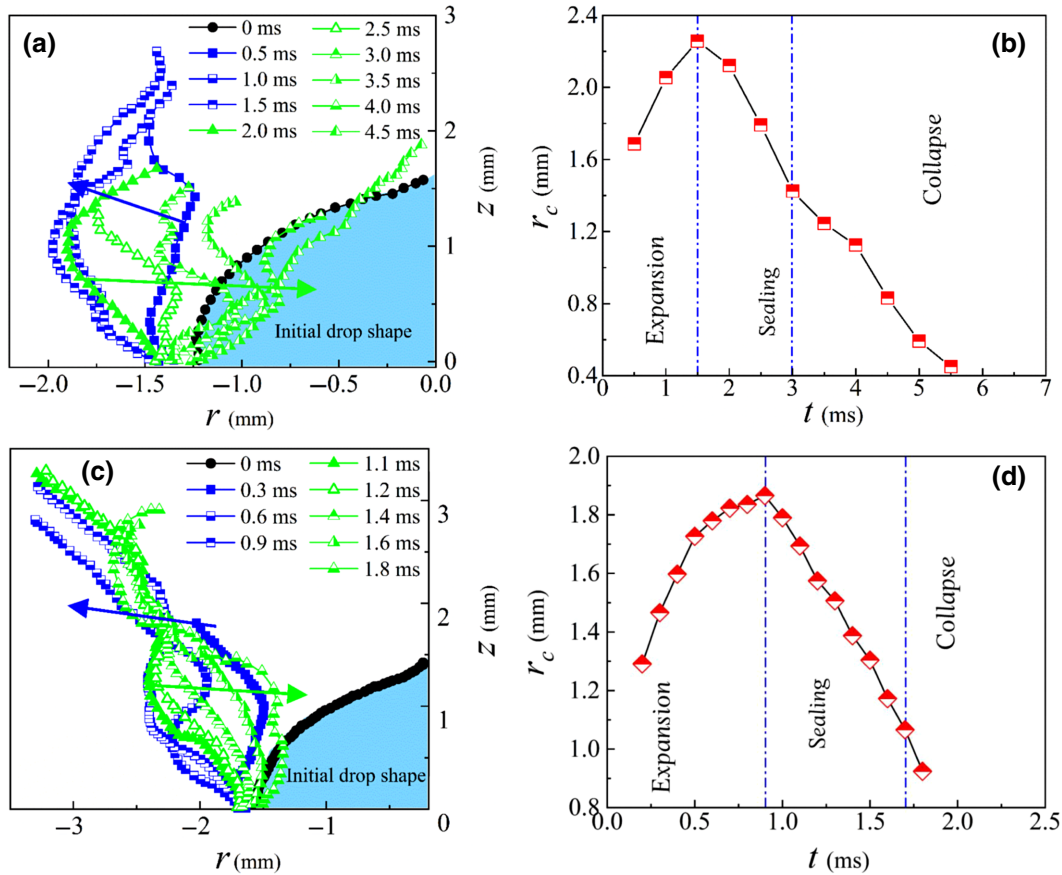 (a)
0 ms
0.5 ms
1.0 ms
1.5 ms
2.0 ms
2.5 ms
3.0 ms
3.5 ms
4.0 ms
4.5 ms
Initial drop shape
3
2
1
0
z (mm)
−2.0 −1.5 −1.0 −0.5 0.0
r (mm)
(b)
2.4
2.0
1.6
1.2
0.8
0.4
r_c (mm)
Expansion
Sealing
Collapse
1 2 3 4 5 6 7
t (ms)
(c)
0 ms
0.3 ms
0.6 ms
0.9 ms
1.1 ms
1.2 ms
1.4 ms
1.6 ms
1.8 ms
Initial drop shape
3
2
1
0
z (mm)
−3 −2 −1
r (mm)
(d)
2.0
1.8
1.6
1.4
1.2
1.0
0.8
r_c (mm)
Expansion
Sealing
Collapse
0.0 0.5 1.0 1.5 2.0 2.5
t (ms)